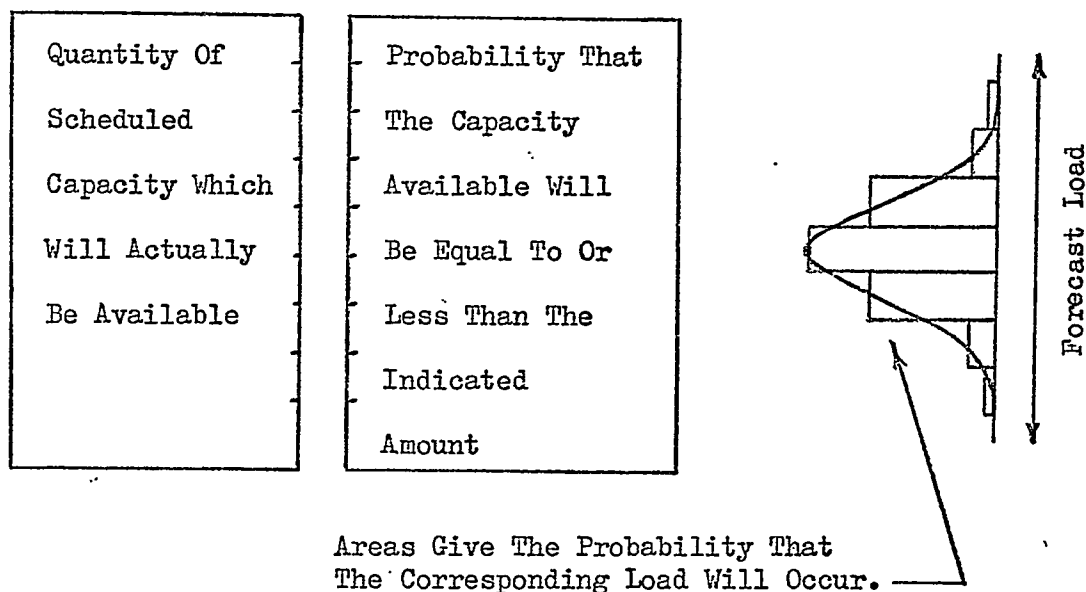 Quantity Of
Scheduled
Capacity Which
Will Actually
Be Available
Probability That
The Capacity
Available Will
Be Equal To Or
Less Than The
Indicated
Amount
Forecast Load
Areas Give The Probability That
The Corresponding Load Will Occur.